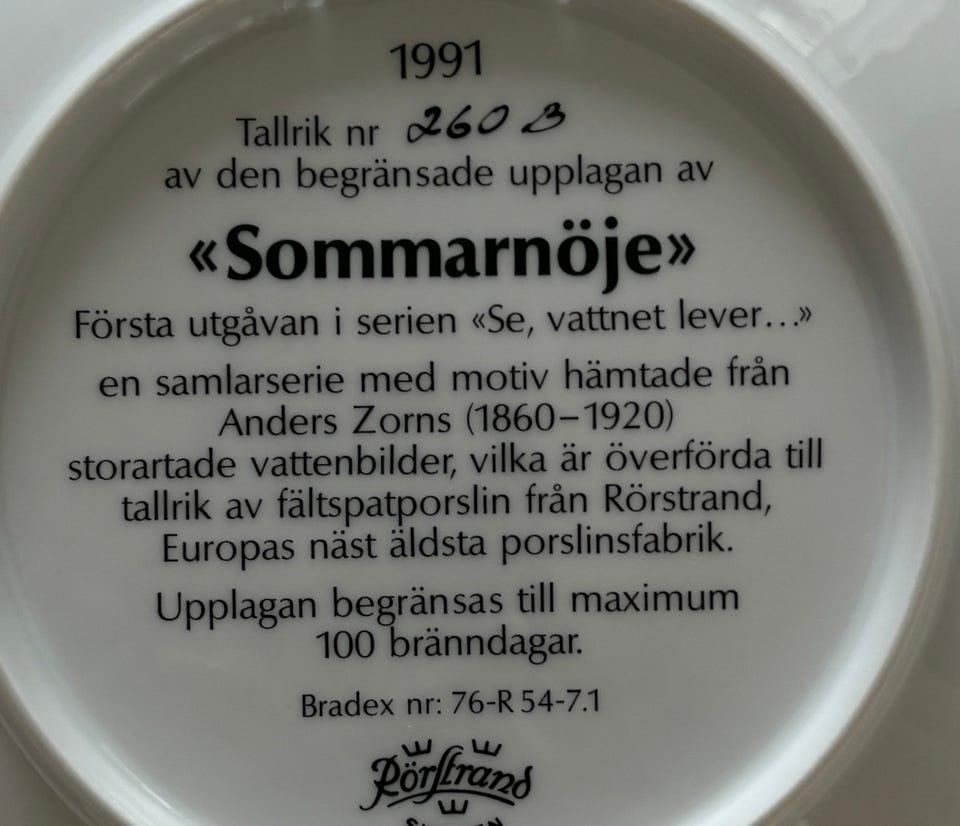 1991
Tallrik nr 260 B
av den begränsade upplagan av
«Sommarnöje»
Första utgåvan i serien «Se, vattnet lever...»
en samlarserie med motiv hämtade från
Anders Zorns (1860–1920)
storartade vattenbilder, vilka är överförda till
tallrik av fältspatporslin från Rörstrand,
Europas näst äldsta porslinsfabrik.
Upplagan begränsas till maximum
100 bränndagar.
Bradex nr: 76-R 54-7.1
Rörstrand